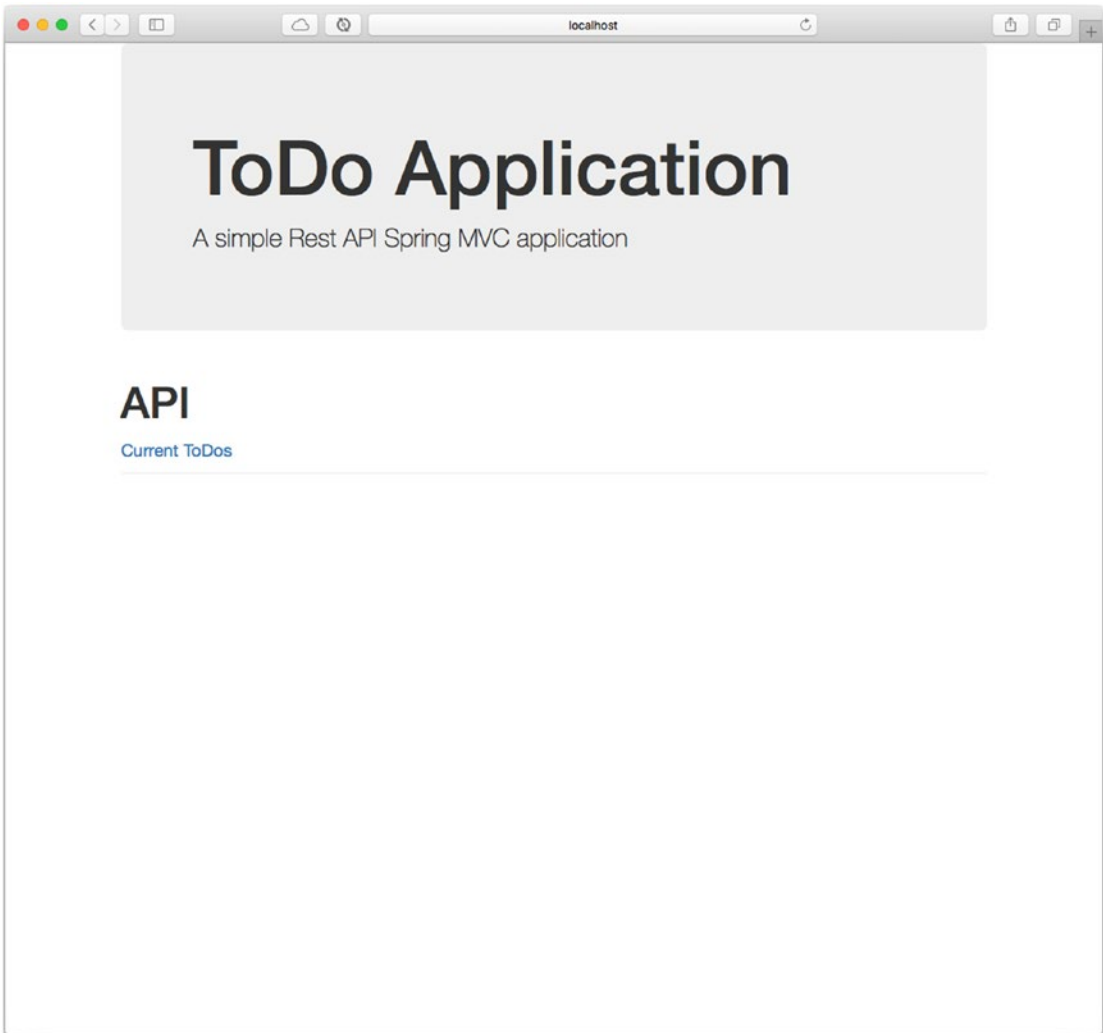 localhost
ToDo Application
A simple Rest API Spring MVC application
API
Current ToDos